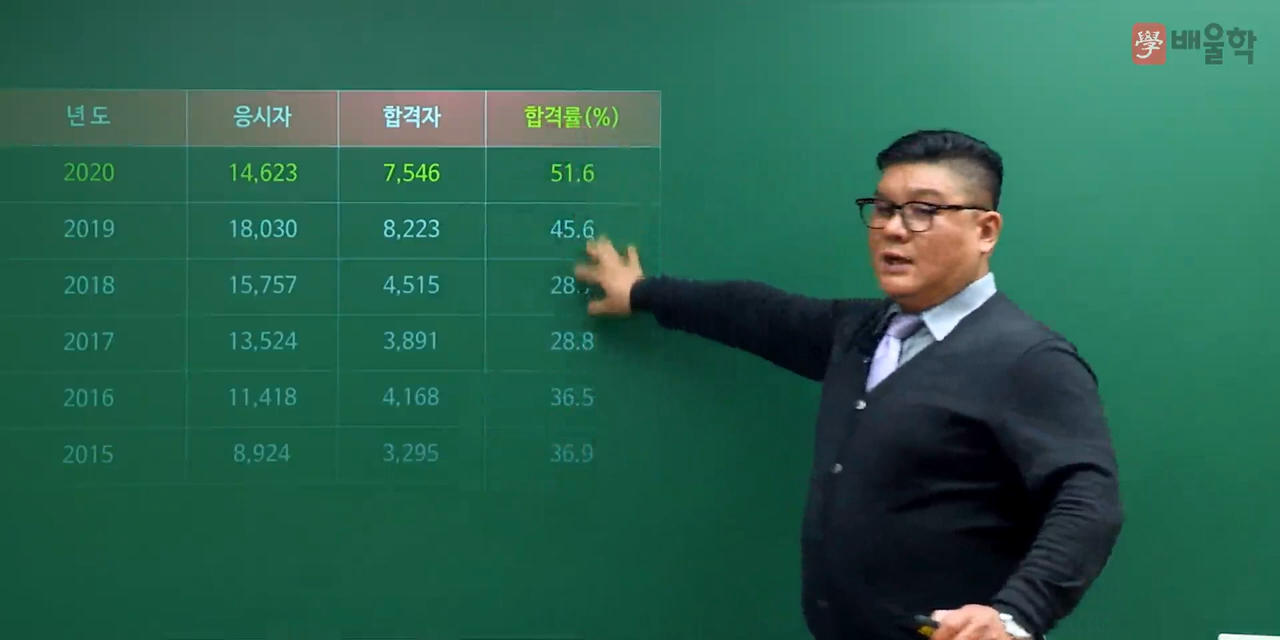 學 배울학
년도 응시자 합격자 합격률(%)
2020 14,623 7,546 51.6
2019 18,030 8,223 45.6
2018 15,757 4,515
2017 13,524 3,891 28.8
2016 11,418 4,168 36.5
2015 8,924 3,295 36.9